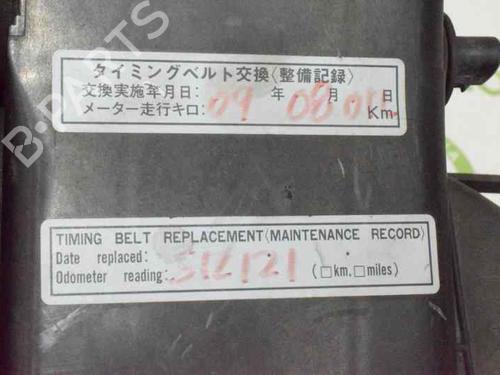 タイミングベルト交換〈整備記録〉
交換実施年月日: 09 年 08 月 01 日
メーター走行キロ: Km
TIMING BELT REPLACEMENT〈MAINTENANCE RECORD〉
Date replaced:
Odometer reading: 312121 (□km.□miles)
B-PARTS